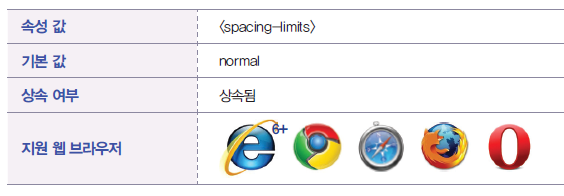 속성 값 〈spacing-limits〉
기본 값 normal
상속 여부 상속됨
지원 웹 브라우저 6+